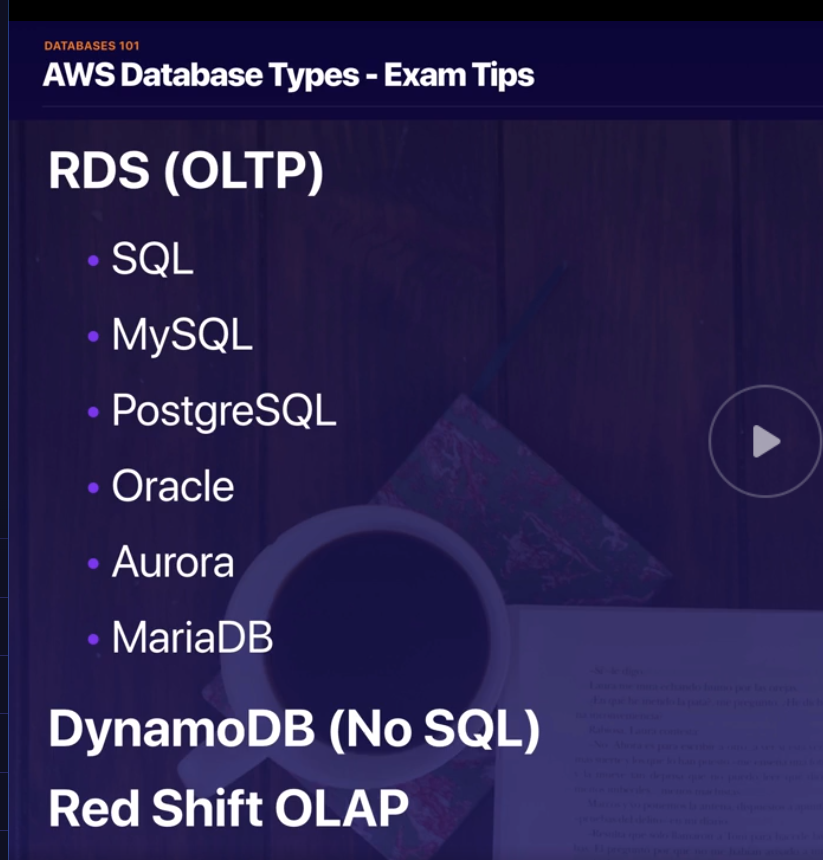 DATABASES 101
AWS Database Types - Exam Tips
RDS (OLTP)
• SQL
• MySQL
• PostgreSQL
• Oracle
• Aurora
• MariaDB
DynamoDB (No SQL)
Red Shift OLAP